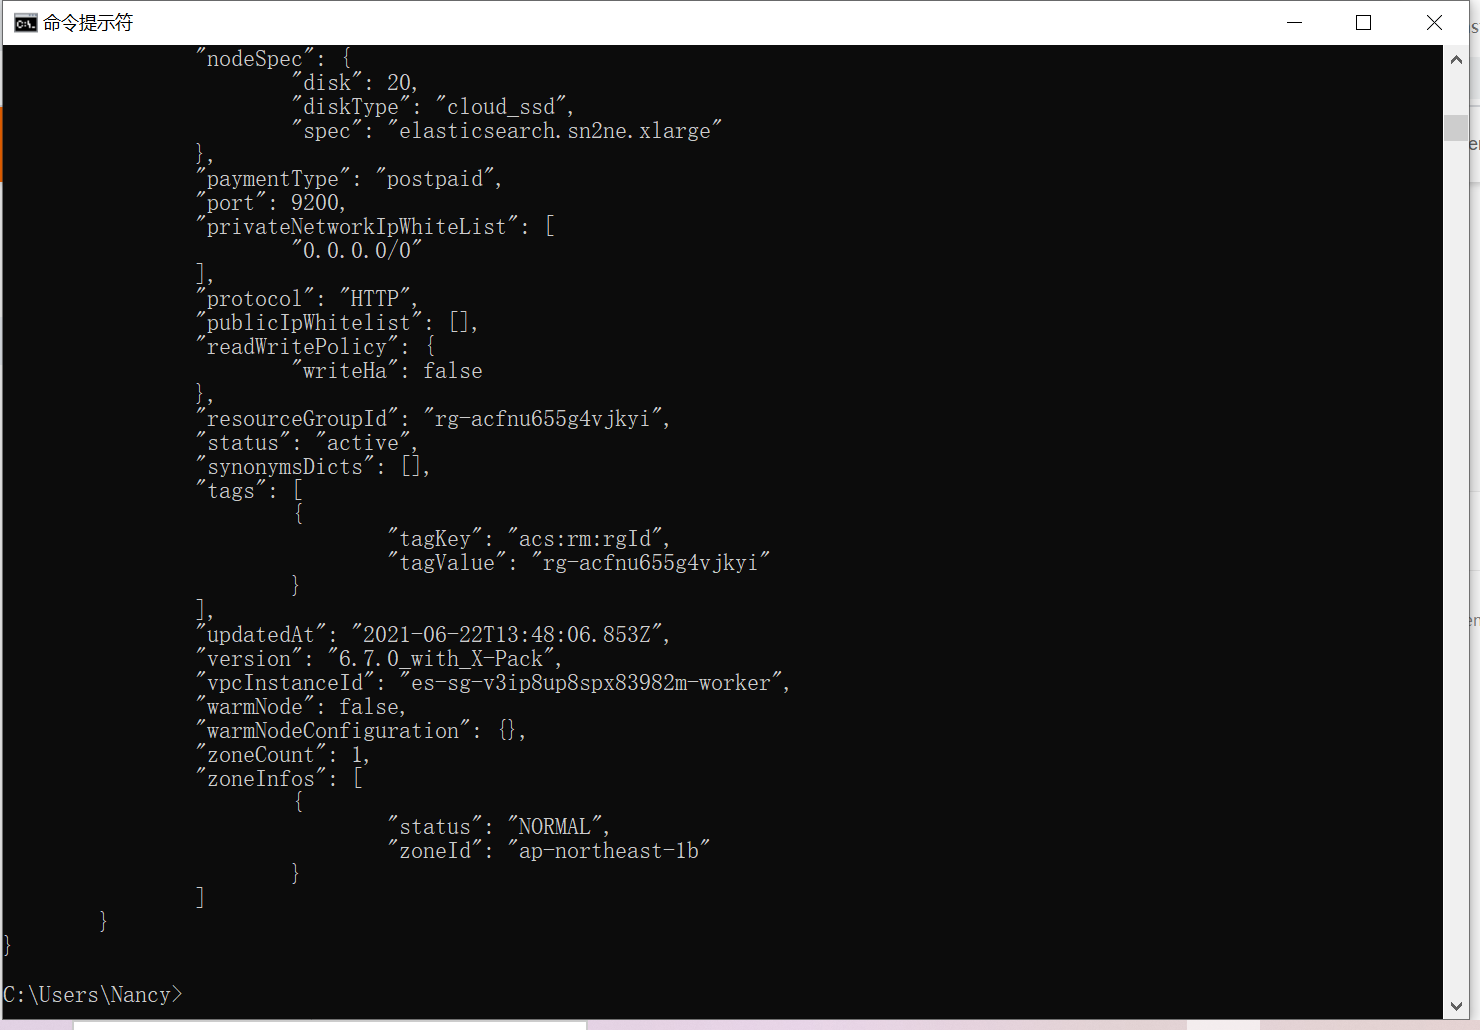 命令提示符
"nodeSpec": {
"disk": 20,
"diskType": "cloud_ssd",
"spec": "elasticsearch.sn2ne.xlarge"
},
"paymentType": "postpaid",
"port": 9200,
"privateNetworkIpWhiteList": [
"0.0.0.0/0"
],
"protocol": "HTTP",
"publicIpWhitelist": [],
"readWritePolicy": {
"writeHa": false
},
"resourceGroupId": "rg-acfnu655g4vjkyi",
"status": "active",
"synonymsDicts": [],
"tags": [
{
"tagKey": "acs:rm:rgId",
"tagValue": "rg-acfnu655g4vjkyi"
}
],
"updatedAt": "2021-06-22T13:48:06.853Z",
"version": "6.7.0_with_X-Pack",
"vpcInstanceId": "es-sg-v3ip8up8spx83982m-worker",
"warmNode": false,
"warmNodeConfiguration": {},
"zoneCount": 1,
"zoneInfos": [
{
"status": "NORMAL",
"zoneId": "ap-northeast-1b"
}
]
}
}
C:\Users\Nancy>